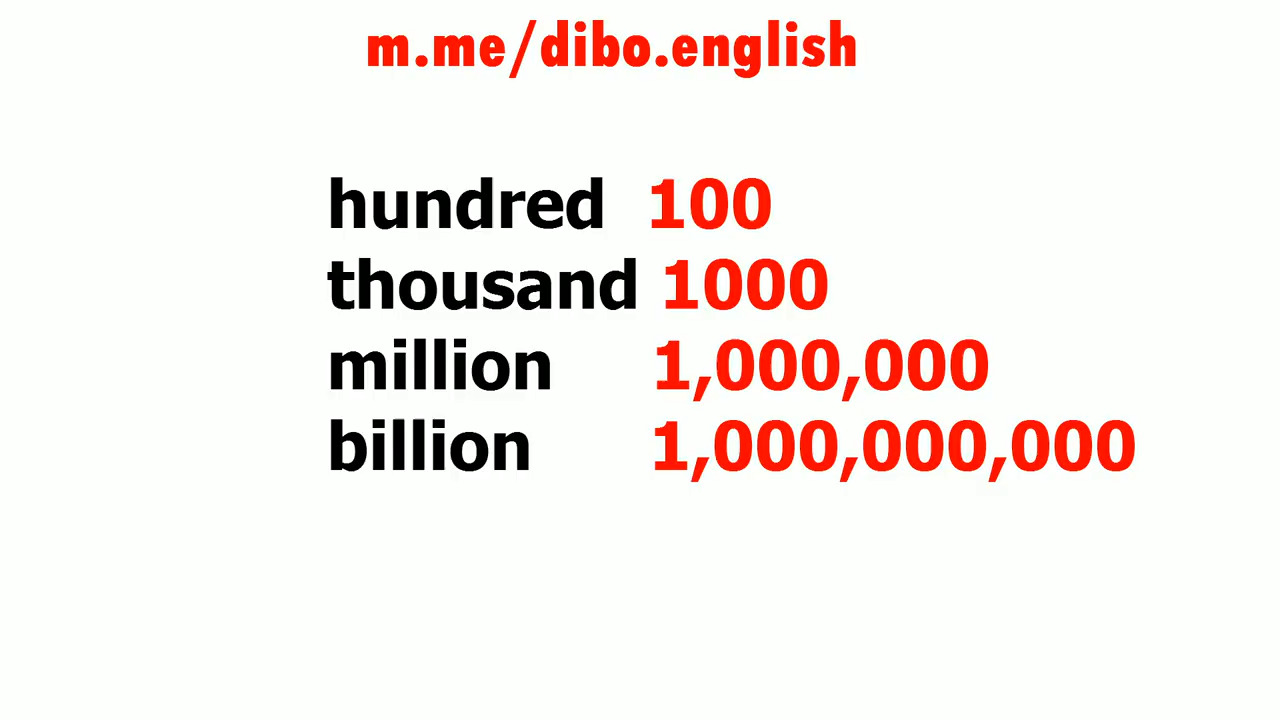 m.me/dibo.english
hundred 100
thousand 1000
million 1,000,000
billion 1,000,000,000